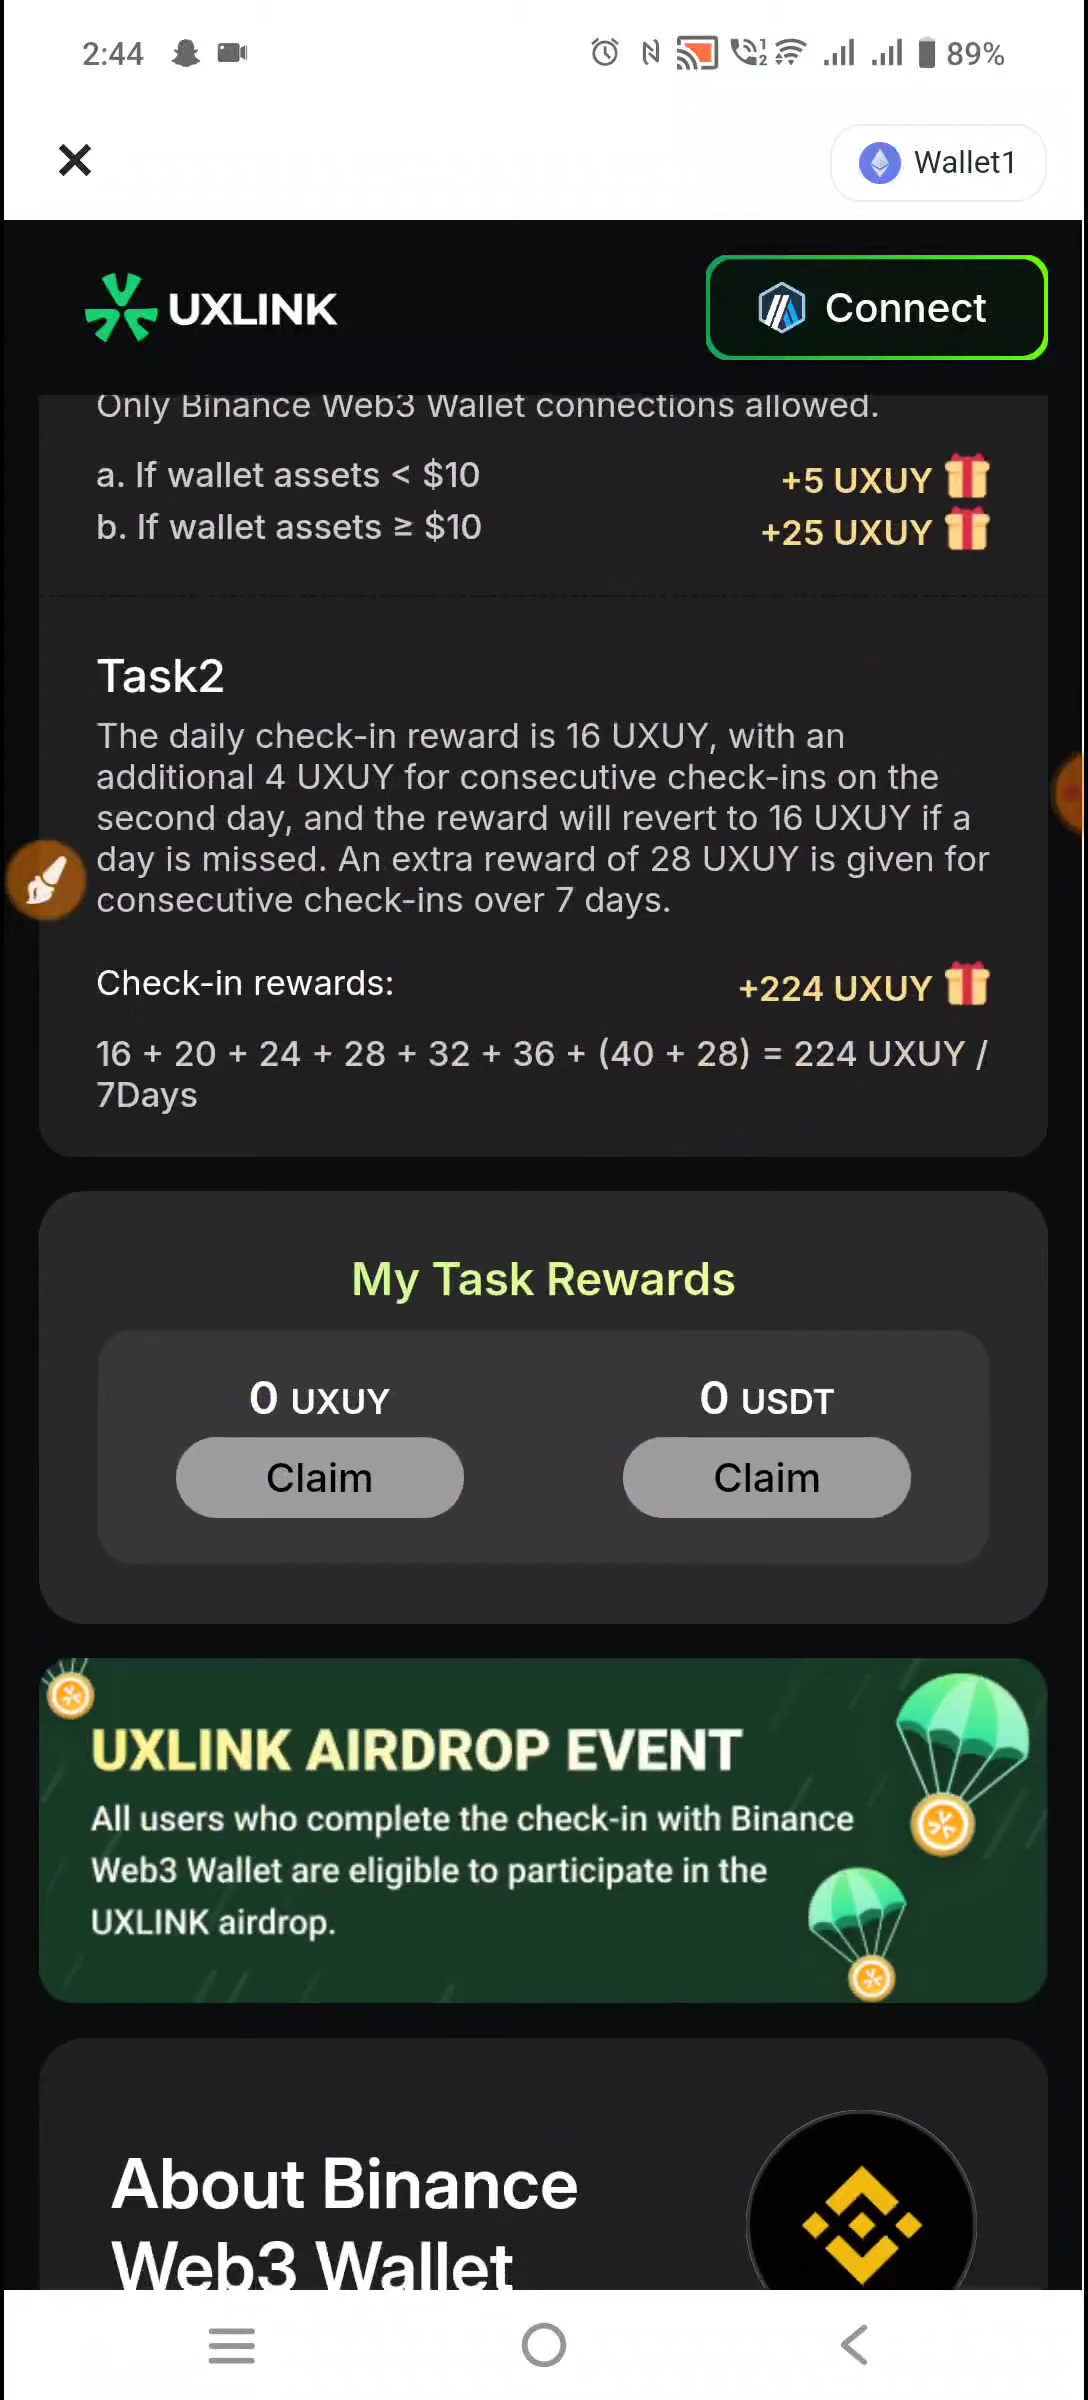 2:44
1
2
89%
Wallet1
UXLINK
Connect
Only Binance Web3 Wallet connections allowed.
a. If wallet assets < $10
+5 UXUY
b. If wallet assets ≥ $10
+25 UXUY
Task2
The daily check-in reward is 16 UXUY, with an
additional 4 UXUY for consecutive check-ins on the
second day, and the reward will revert to 16 UXUY if a
day is missed. An extra reward of 28 UXUY is given for
consecutive check-ins over 7 days.
Check-in rewards:
+224 UXUY
16 + 20 + 24 + 28 + 32 + 36 + (40 + 28) = 224 UXUY /
7Days
My Task Rewards
0 UXUY
0 USDT
Claim
Claim
UXLINK AIRDROP EVENT
All users who complete the check-in with Binance
Web3 Wallet are eligible to participate in the
UXLINK airdrop.
About Binance
Web3 Wallet